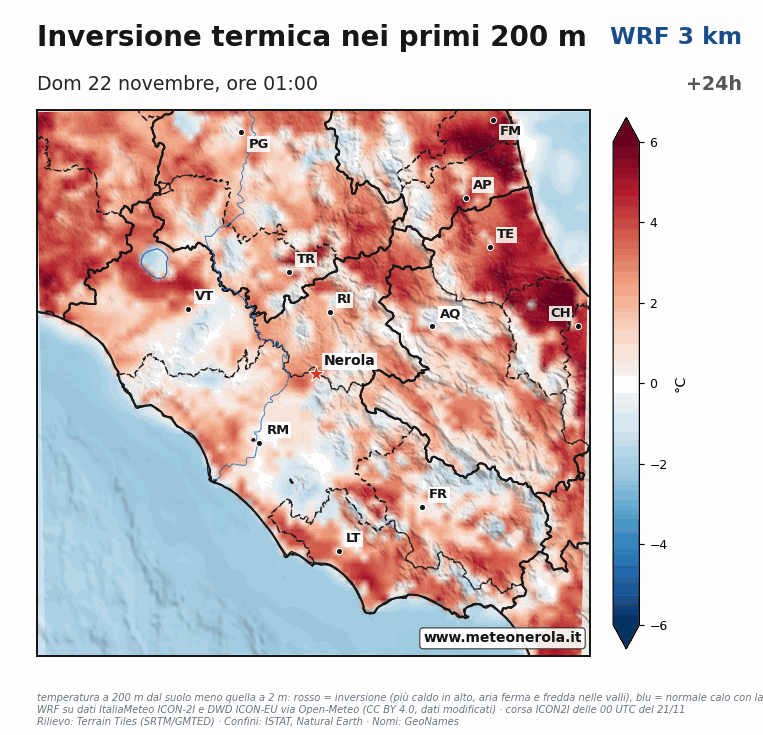 Inversione termica nei primi 200 m
WRF 3 km
Dom 22 novembre, ore 01:00
+24h
FM
PG
AP
TE
TR
VT
RI
AQ
CH
Nerola
RM
FR
LT
6
4
2
0
−2
−4
−6
°C
www.meteonerola.it
temperatura a 200 m dal suolo meno quella a 2 m: rosso = inversione (più caldo in alto, aria ferma e fredda nelle valli), blu = normale calo con la
WRF su dati ItaliaMeteo ICON-2I e DWD ICON-EU via Open-Meteo (CC BY 4.0, dati modificati) · corsa ICON2I delle 00 UTC del 21/11
Rilievo: Terrain Tiles (SRTM/GMTED) · Confini: ISTAT, Natural Earth · Nomi: GeoNames